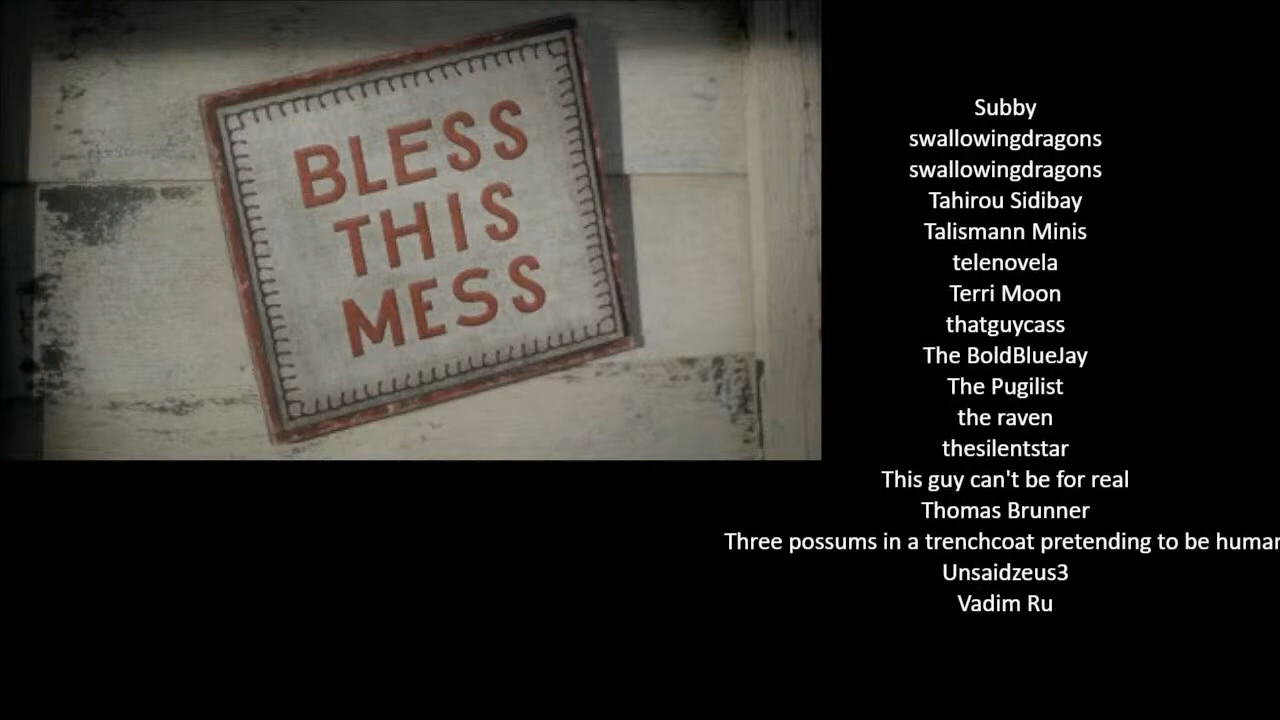 BLESS
THIS
MESS
Subby
swallowingdragons
swallowingdragons
Tahirou Sidibay
Talismann Minis
telenovela
Terri Moon
thatguycass
The BoldBlueJay
The Pugilist
the raven
thesilentstar
This guy can't be for real
Thomas Brunner
Three possums in a trenchcoat pretending to be human
Unsaidzeus3
Vadim Ru